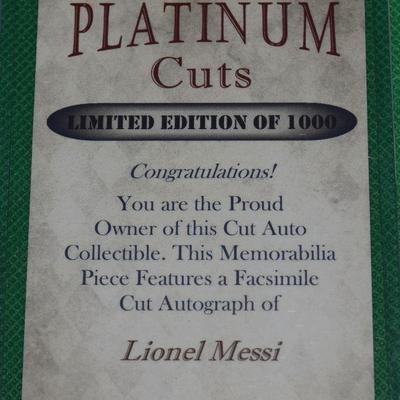 PLATINUM
Cuts
LIMITED EDITION OF 1000
Congratulations!
You are the Proud
Owner of this Cut Auto
Collectible. This Memorabilia
Piece Features a Facsimile
Cut Autograph of
Lionel Messi